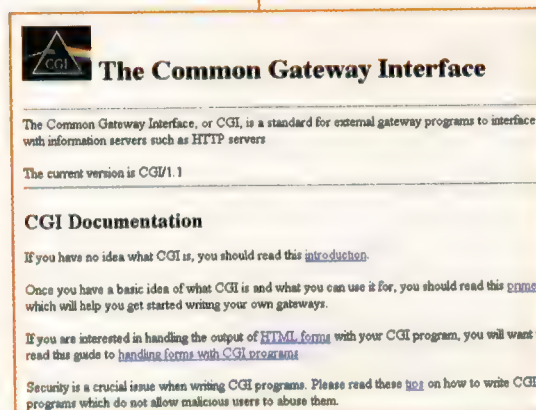 CGI
The Common Gateway Interface
The Common Gateway Interface, or CGI, is a standard for external gateway programs to interface
with information servers such as HTTP servers
The current version is CGI/1.1
CGI Documentation
If you have no idea what CGI is, you should read this introduction.
Once you have a basic idea of what CGI is and what you can use it for, you should read this
which will help you get started writing your own gateways.
If you are interested in handling the output of HTML forms with your CGI program, you will want
read this guide to handling forms with CGI programs
Security is a crucial issue when writing CGI programs. Please read these tips on how to write CGI
programs which do not allow malicious users to abuse them.